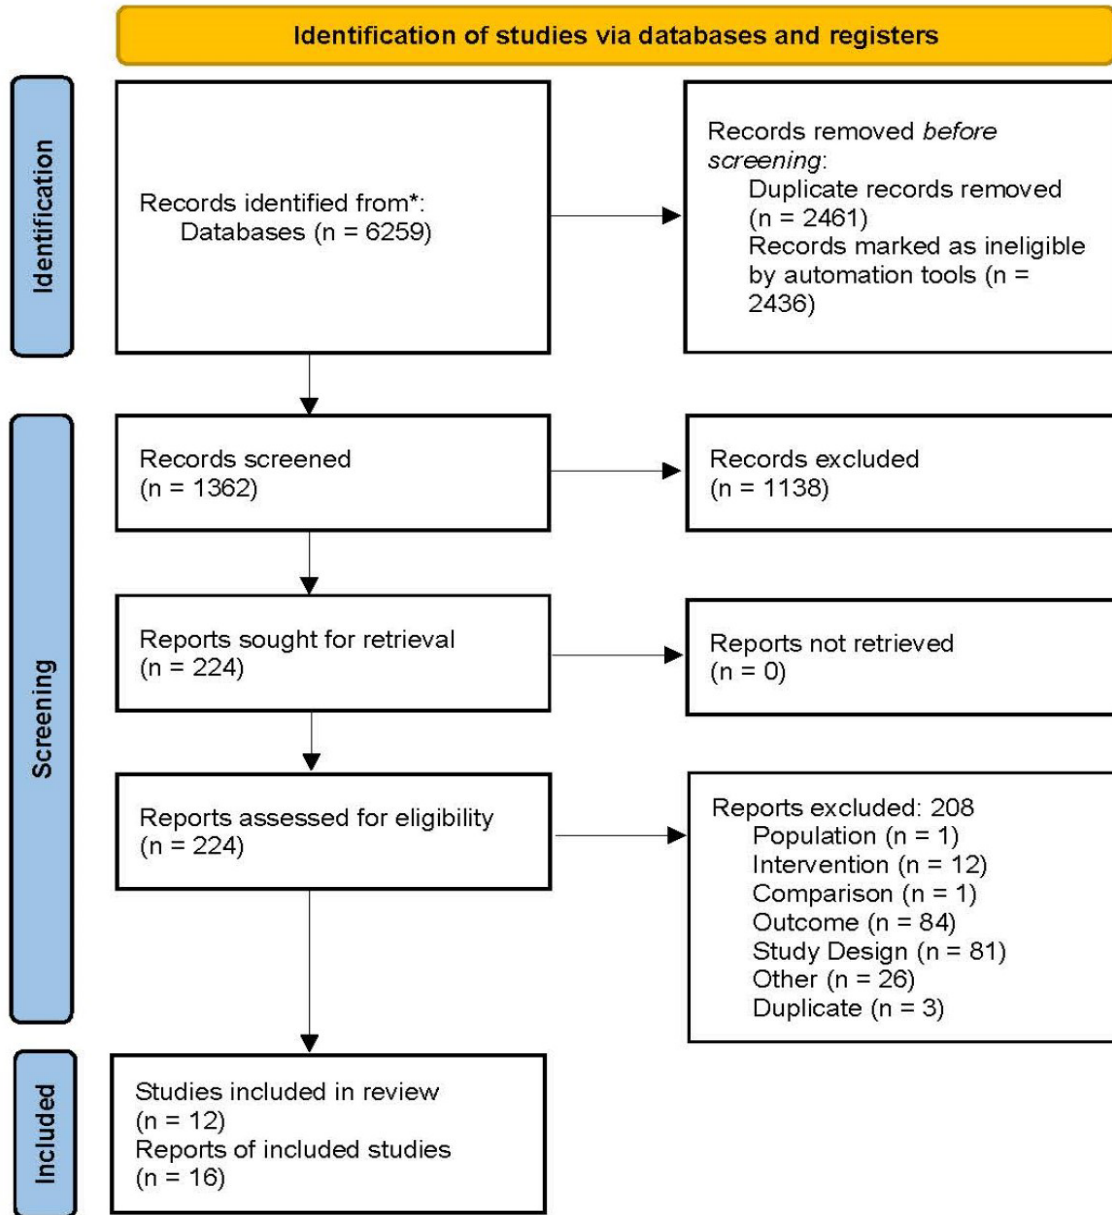 Identification of studies via databases and registers
Identification
Records identified from*:
Databases (n = 6259)
Records removed before
screening:
Duplicate records removed
(n = 2461)
Records marked as ineligible
by automation tools (n =
2436)
Screening
Records screened
(n = 1362)
Records excluded
(n = 1138)
Reports sought for retrieval
(n = 224)
Reports not retrieved
(n = 0)
Reports assessed for eligibility
(n = 224)
Reports excluded: 208
Population (n = 1)
Intervention (n = 12)
Comparison (n = 1)
Outcome (n = 84)
Study Design (n = 81)
Other (n = 26)
Duplicate (n = 3)
Included
Studies included in review
(n = 12)
Reports of included studies
(n = 16)